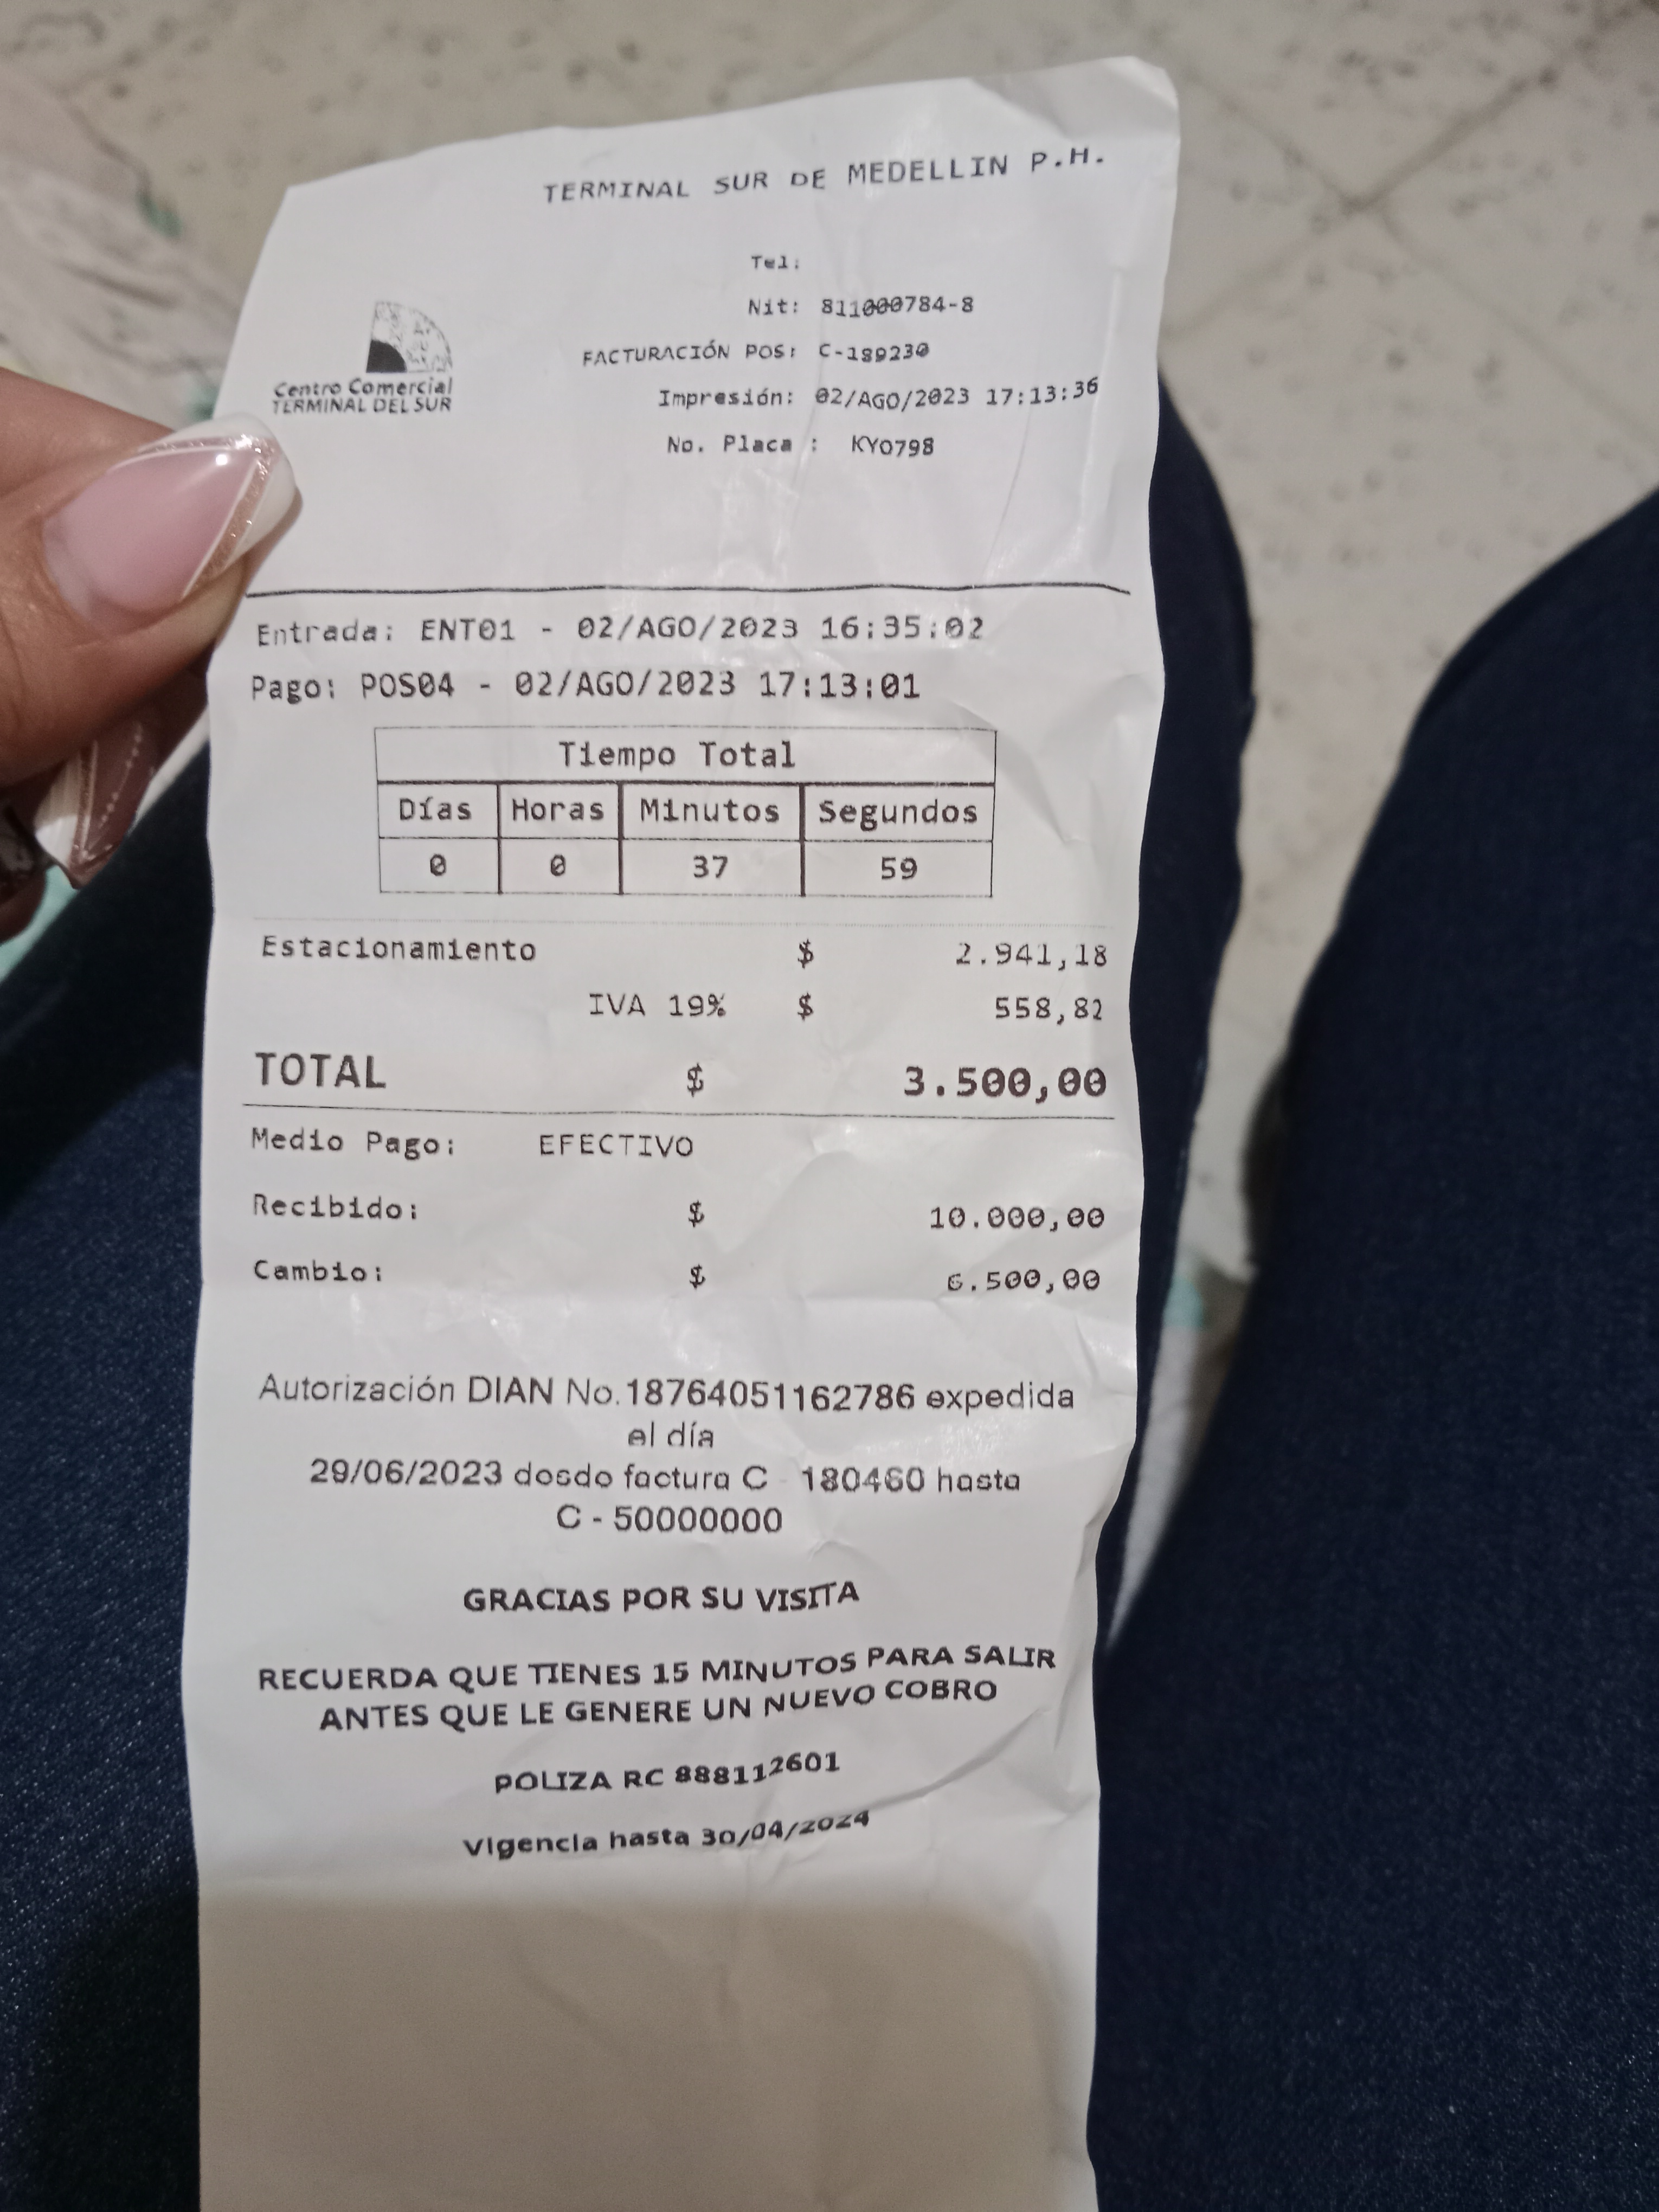 TERMINAL SUR DE MEDELLIN P.H.
Tel:
Nit: 811000784-8
FACTURACIÓN POS: C-189230
Impresión: 02/AGO/2023 17:13:36
No. Placa : KYO798
Centro Comercial
TERMINAL DEL SUR
Entrada: ENT01 - 02/AGO/2023 16:35:02
Pago: POS04 - 02/AGO/2023 17:13:01
Tiempo Total
Días Horas Minutos Segundos
0 0 37 59
Estacionamiento $ 2.941,18
IVA 19% $ 558,82
TOTAL $ 3.500,00
Medio Pago: EFECTIVO
Recibido: $ 10.000,00
Cambio: $ 6.500,00
Autorización DIAN No.18764051162786 expedida
el día
29/06/2023 desde factura C - 180460 hasta
C - 50000000
GRACIAS POR SU VISITA
RECUERDA QUE TIENES 15 MINUTOS PARA SALIR
ANTES QUE LE GENERE UN NUEVO COBRO
POLIZA RC 888112601
Vigencia hasta 30/04/2024